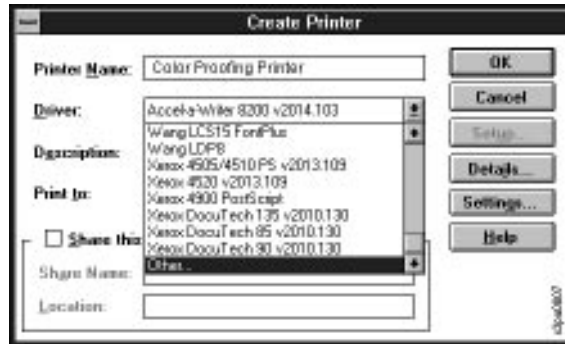 Create Printer
Printer Name: Color Proofing Printer
Driver: Accel-a-Writer 8200 v2014.103
Wang LCS15 FontPlus
Wang LDP8
Xerox 4505/4510 PS v2013.109
Xerox 4520 v2013.109
Xerox 4900 PostScript
Xerox DocuTech 135 v2010.130
Xerox DocuTech 85 v2010.130
Xerox DocuTech 90 v2010.130
Other...
Description:
Print to:
Share this
Share Name:
Location:
OK
Cancel
Setup...
Details...
Settings...
Help